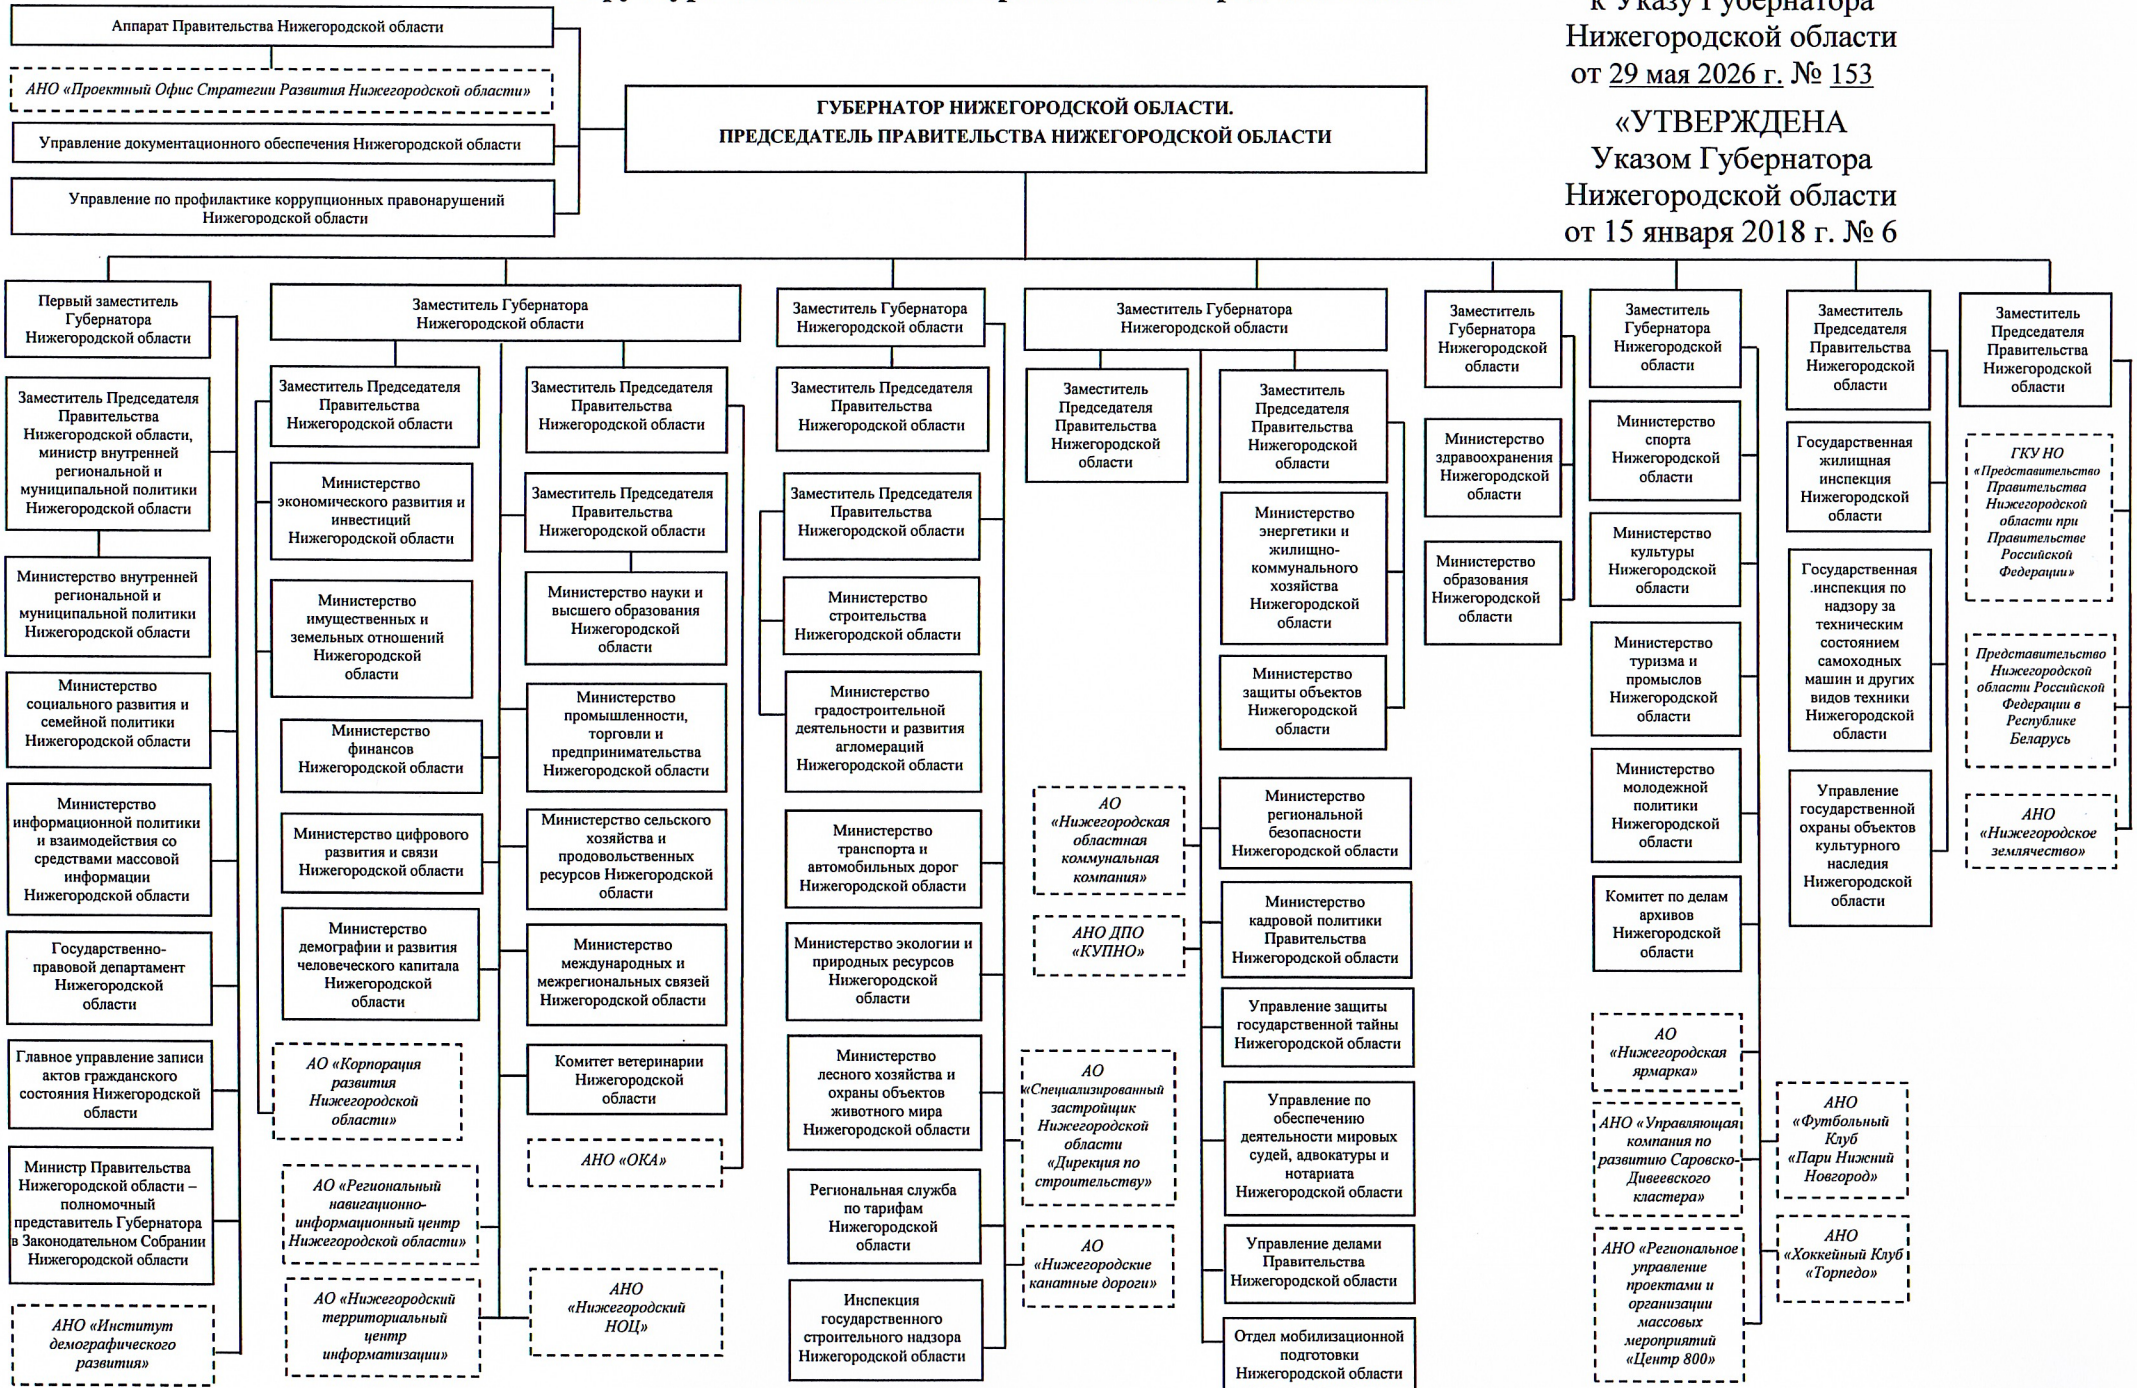 к Указу Губернатора
Нижегородской области
от 29 мая 2026 г. № 153
«УТВЕРЖДЕНА
Указом Губернатора
Нижегородской области
от 15 января 2018 г. № 6
Аппарат Правительства Нижегородской области
АНО «Проектный Офис Стратегии Развития Нижегородской области»
Управление документационного обеспечения Нижегородской области
Управление по профилактике коррупционных правонарушений
Нижегородской области
ГУБЕРНАТОР НИЖЕГОРОДСКОЙ ОБЛАСТИ.
ПРЕДСЕДАТЕЛЬ ПРАВИТЕЛЬСТВА НИЖЕГОРОДСКОЙ ОБЛАСТИ
Первый заместитель
Губернатора
Нижегородской области
Заместитель Председателя
Правительства
Нижегородской области,
министр внутренней
региональной и
муниципальной политики
Нижегородской области
Министерство внутренней
региональной и
муниципальной политики
Нижегородской области
Министерство
социального развития и
семейной политики
Нижегородской области
Министерство
информационной политики
и взаимодействия со
средствами массовой
информации
Нижегородской области
Государственно-
правовой департамент
Нижегородской
области
Главное управление записи
актов гражданского
состояния Нижегородской
области
Министр Правительства
Нижегородской области –
полномочный
представитель Губернатора
в Законодательном Собрании
Нижегородской области
АНО «Институт
демографического
развития»
Заместитель Губернатора
Нижегородской области
Заместитель Председателя
Правительства
Нижегородской области
Министерство
экономического развития и
инвестиций
Нижегородской области
Министерство
имущественных и
земельных отношений
Нижегородской
области
Министерство
финансов
Нижегородской области
Министерство цифрового
развития и связи
Нижегородской области
Министерство
демографии и развития
человеческого капитала
Нижегородской
области
АО «Корпорация
развития
Нижегородской
области»
АО «Региональный
навигационно-
информационный центр
Нижегородской области»
АО «Нижегородский
территориальный
центр
информатизации»
Заместитель Председателя
Правительства
Нижегородской области
Заместитель Председателя
Правительства
Нижегородской области
Министерство науки и
высшего образования
Нижегородской
области
Министерство
промышленности,
торговли и
предпринимательства
Нижегородской области
Министерство сельского
хозяйства и
продовольственных
ресурсов Нижегородской
области
Министерство
международных и
межрегиональных связей
Нижегородской области
Комитет ветеринарии
Нижегородской
области
АНО «ОКА»
АНО
«Нижегородский
НОЦ»
Заместитель Губернатора
Нижегородской области
Заместитель Председателя
Правительства
Нижегородской области
Заместитель Председателя
Правительства
Нижегородской области
Министерство
строительства
Нижегородской области
Министерство
градостроительной
деятельности и развития
агломераций
Нижегородской области
Министерство
транспорта и
автомобильных дорог
Нижегородской области
Министерство экологии и
природных ресурсов
Нижегородской
области
Министерство
лесного хозяйства и
охраны объектов
животного мира
Нижегородской области
Региональная служба
по тарифам
Нижегородской
области
Инспекция
государственного
строительного надзора
Нижегородской области
АО
«Специализированный
застройщик
Нижегородской
области
«Дирекция по
строительству»
АО
«Нижегородские
канатные дороги»
Заместитель Губернатора
Нижегородской области
Заместитель
Председателя
Правительства
Нижегородской
области
АО
«Нижегородская
областная
коммунальная
компания»
АНО ДПО
«КУПНО»
Заместитель
Председателя
Правительства
Нижегородской
области
Министерство
энергетики и
жилищно-
коммунального
хозяйства
Нижегородской
области
Министерство
защиты объектов
Нижегородской
области
Министерство
региональной
безопасности
Нижегородской области
Министерство
кадровой политики
Правительства
Нижегородской области
Управление защиты
государственной тайны
Нижегородской области
Управление по
обеспечению
деятельности мировых
судей, адвокатуры и
нотариата
Нижегородской области
Управление делами
Правительства
Нижегородской области
Отдел мобилизационной
подготовки
Нижегородской области
Заместитель
Губернатора
Нижегородской
области
Министерство
здравоохранения
Нижегородской
области
Министерство
образования
Нижегородской
области
Заместитель
Губернатора
Нижегородской
области
Министерство
спорта
Нижегородской
области
Министерство
культуры
Нижегородской
области
Министерство
туризма и
промыслов
Нижегородской
области
Министерство
молодежной
политики
Нижегородской
области
Комитет по делам
архивов
Нижегородской
области
АО
«Нижегородская
ярмарка»
АНО «Управляющая
компания по
развитию Саровско-
Дивеевского
кластера»
АНО «Региональное
управление
проектами и
организации
массовых
мероприятий
«Центр 800»
АНО
«Футбольный
Клуб
«Пари Нижний
Новгород»
АНО
«Хоккейный Клуб
«Торпедо»
Заместитель
Председателя
Правительства
Нижегородской
области
Государственная
жилищная
инспекция
Нижегородской
области
Государственная
.инспекция по
надзору за
техническим
состоянием
самоходных
машин и других
видов техники
Нижегородской
области
Управление
государственной
охраны объектов
культурного
наследия
Нижегородской
области
Заместитель
Председателя
Правительства
Нижегородской
области
ГКУ НО
«Представительство
Правительства
Нижегородской
области при
Правительстве
Российской
Федерации»
Представительство
Нижегородской
области Российской
Федерации в
Республике
Беларусь
АНО
«Нижегородское
землячество»